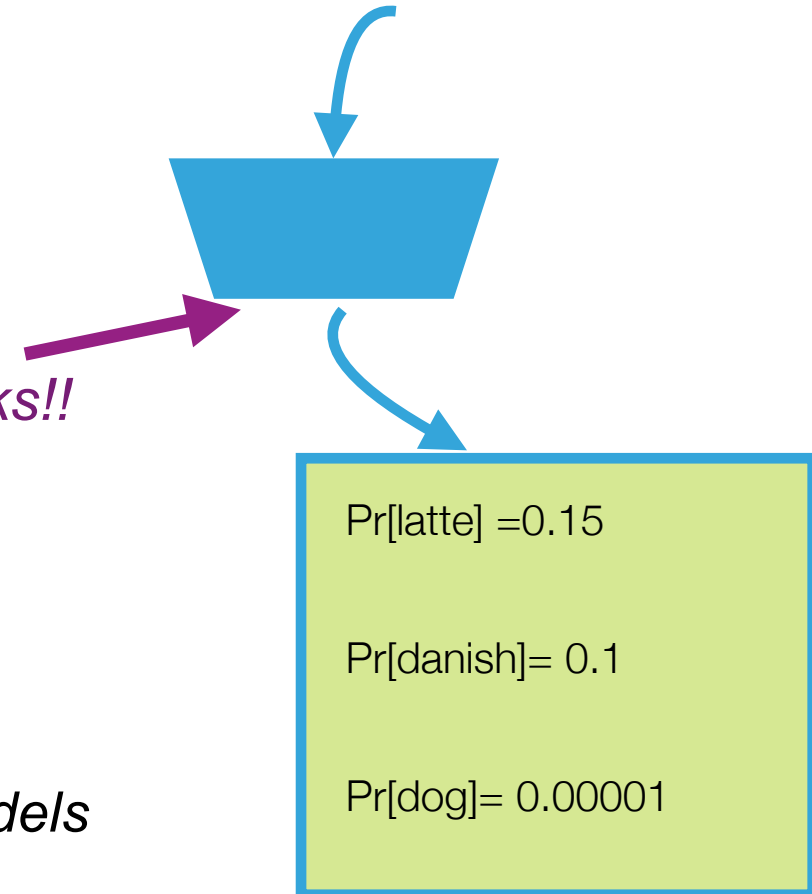 ks!!
Pr[latte] =0.15
Pr[danish]= 0.1
Pr[dog]= 0.00001
dels